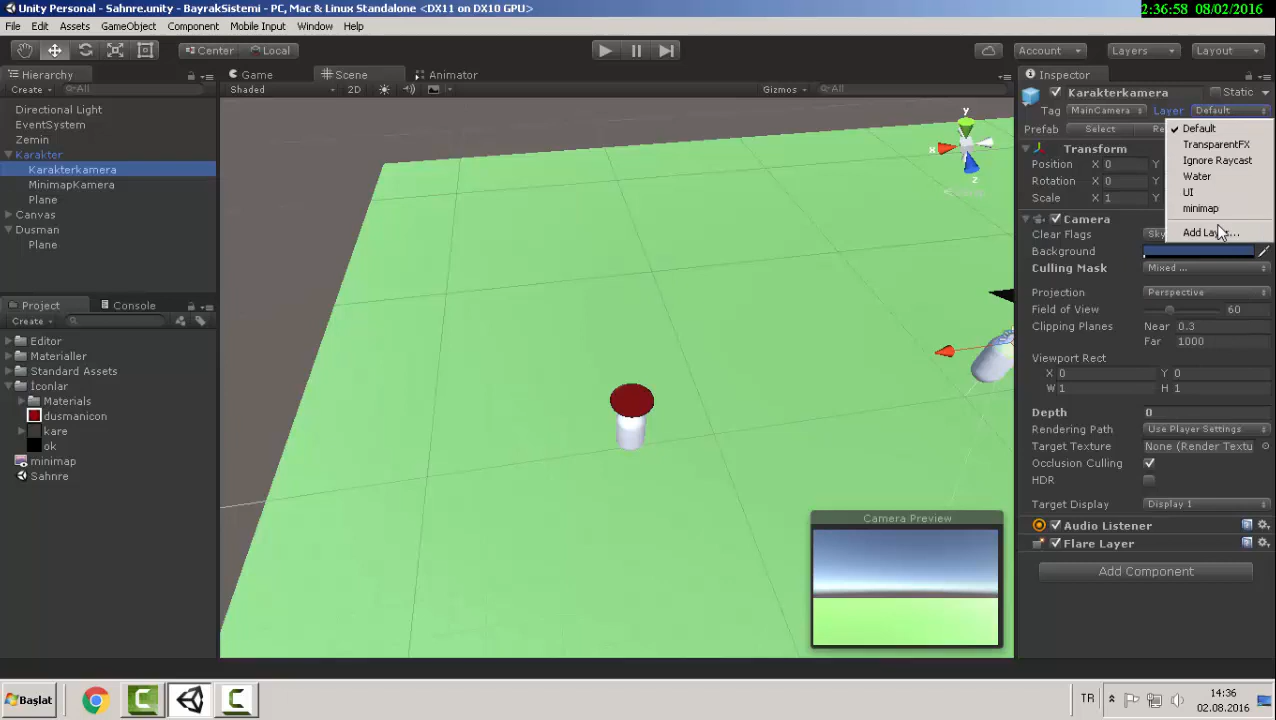 Unity Personal - Sahnre.unity - BayrakSistemi - PC, Mac & Linux Standalone <DX11 on DX10 GPU>
2:36:58 08/02/2016
File Edit Assets GameObject Component Mobile Input Window Help
Center Local Account Layers Layout
Hierarchy Game Scene Animator Inspector
Create All Shaded 2D Gizmos All Karakterkamera Static
Directional Light Tag MainCamera Layer Default
EventSystem Prefab Select Default
Zemin Transform TransparentFX
Karakter Position X 0 Y Ignore Raycast
Karakterkamera Rotation X 0 Y Water
MinimapKamera Scale X 1 Y UI
Plane minimap
Canvas Camera
Dusman Clear Flags
Plane Background
Culling Mask Mixed ...
Projection Perspective
Field of View 60
Project Console Clipping Planes Near 0.3
Create Far 1000
Editor Viewport Rect
Materialler X 0 Y 0
Standard Assets W 1 H 1
Iconlar
Materials Depth 0
dusmanicon Rendering Path Use Player Settings
kare Target Texture None (Render Textu
ok Occlusion Culling
minimap HDR
Sahnre Target Display Display 1
Camera Preview Audio Listener
Flare Layer
Add Component
x y z
Başlat TR 14:36
02.08.2016